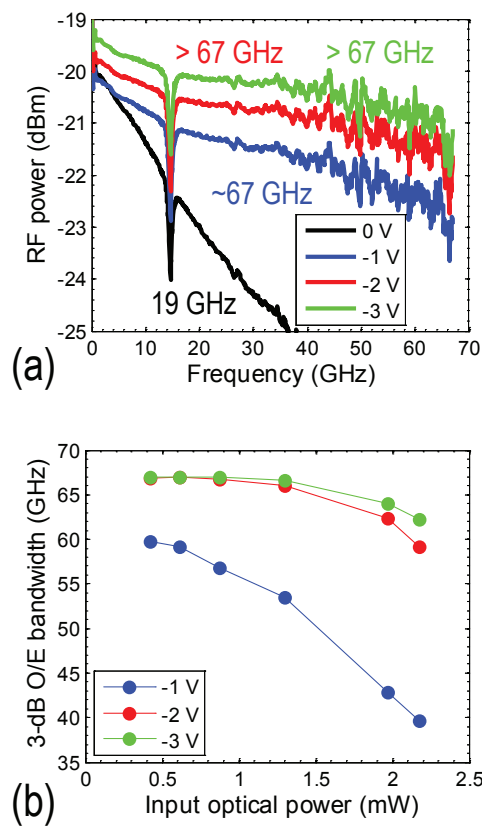 -19
-20
-21
-22
-23
-24
-25
RF power (dBm)
> 67 GHz
> 67 GHz
~67 GHz
19 GHz
0 V
-1 V
-2 V
-3 V
0 10 20 30 40 50 60 70
Frequency (GHz)
(a)
70
65
60
55
50
45
40
35
3-dB O/E bandwidth (GHz)
-1 V
-2 V
-3 V
0 0.5 1 1.5 2 2.5
Input optical power (mW)
(b)